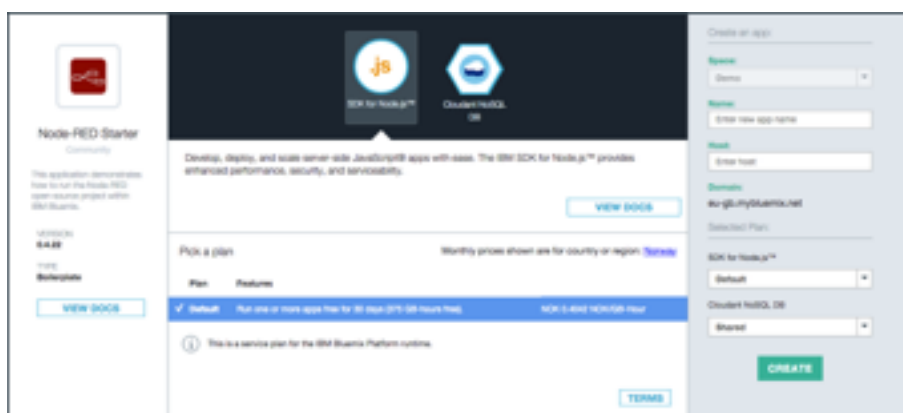 Node-RED Starter
Community
This application demonstrates
how to run the Node-RED
open-source project within
IBM Bluemix.
VERSION
0.4.22
TYPE
Boilerplate
VIEW DOCS
.js
SDK for Node.js™
Cloudant NoSQL
DB
Develop, deploy, and scale server-side JavaScript® apps with ease. The IBM SDK for Node.js™ provides
enhanced performance, security, and serviceability.
VIEW DOCS
Pick a plan
Monthly prices shown are for country or region: Norway
Plan Features
✓ Default Run one or more apps free for 30 days (375 GB-hours free). NOK/GB-Hour
This is a service plan for the IBM Bluemix Platform runtime.
TERMS
Create an app:
Space:
Demo
Name:
Enter new app name
Host:
Enter host
Domain:
eu-gb.mybluemix.net
Selected Plan:
SDK for Node.js™
Default
Cloudant NoSQL DB
Shared
CREATE